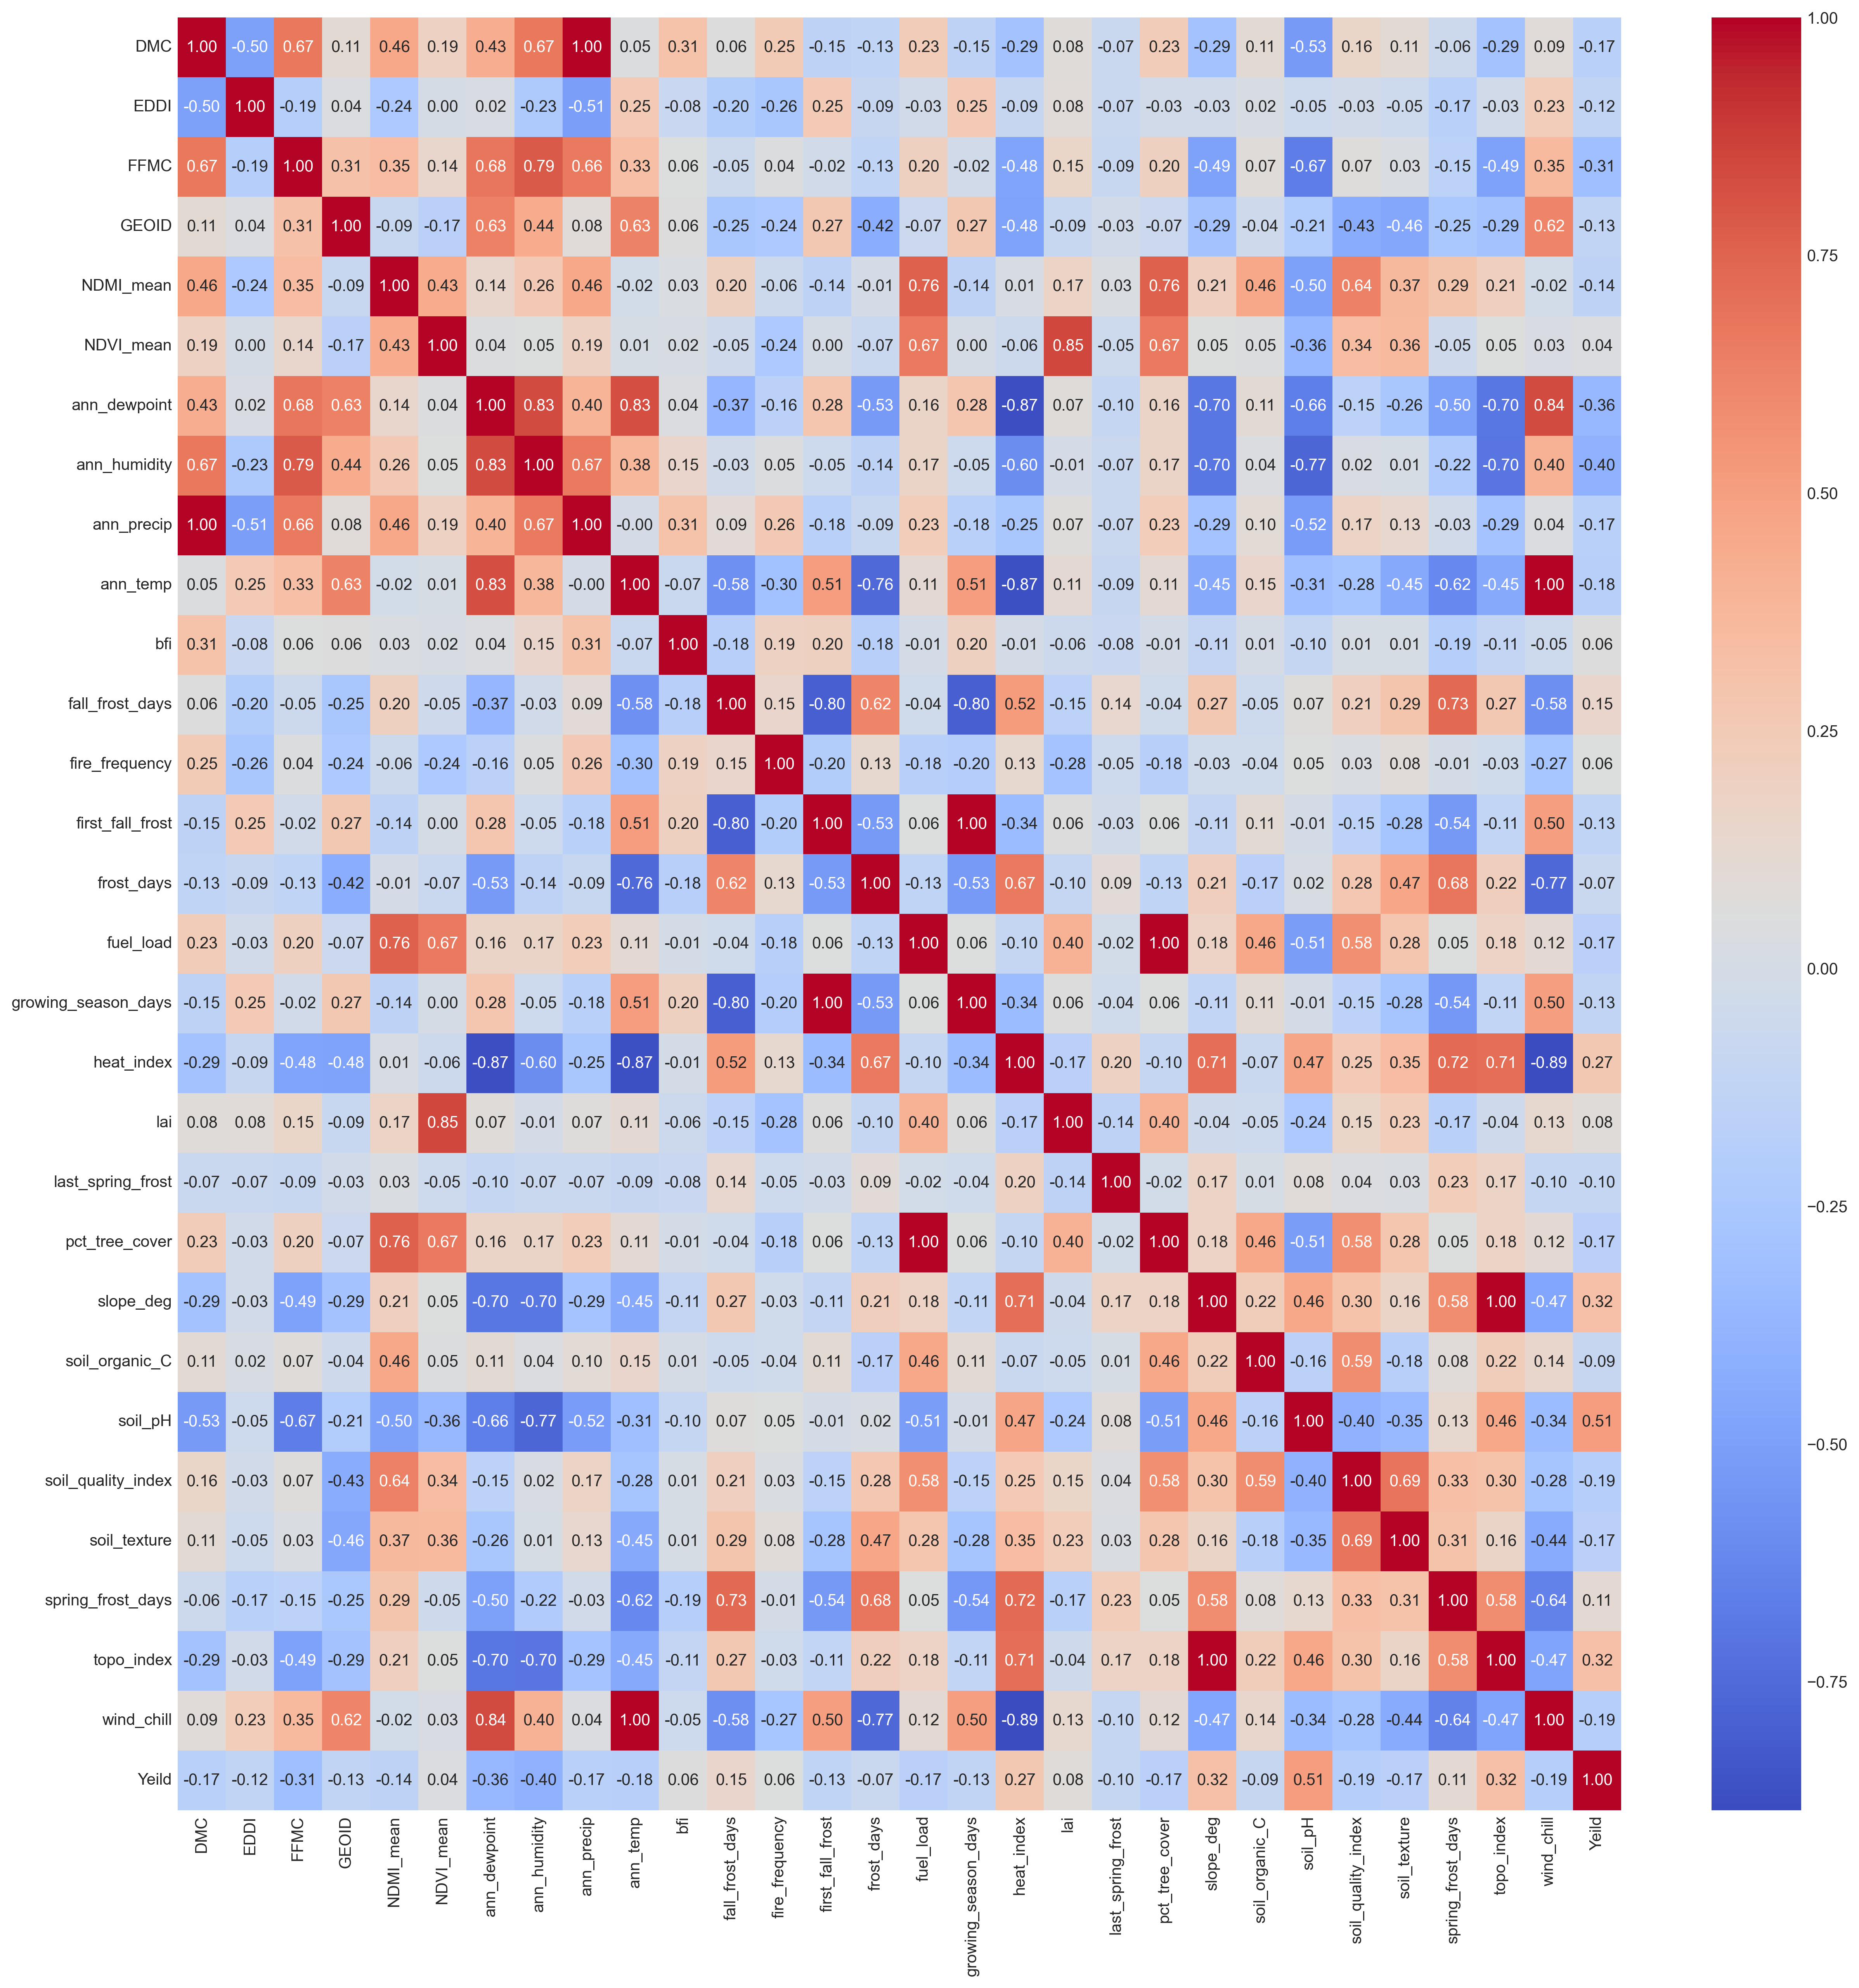 DMC 1.00 -0.50 0.67 0.11 0.46 0.19 0.43 0.67 1.00 0.05 0.31 0.06 0.25 -0.15 -0.13 0.23 -0.15 -0.29 0.08 -0.07 0.23 -0.29 0.11 -0.53 0.16 0.11 -0.06 -0.29 0.09 -0.17
EDDI -0.50 1.00 -0.19 0.04 -0.24 0.00 0.02 -0.23 -0.51 0.25 -0.08 -0.20 -0.26 0.25 -0.09 -0.03 0.25 -0.09 0.08 -0.07 -0.03 -0.03 0.02 -0.05 -0.03 -0.05 -0.17 -0.03 0.23 -0.12
FFMC 0.67 -0.19 1.00 0.31 0.35 0.14 0.68 0.79 0.66 0.33 0.06 -0.05 0.04 -0.02 -0.13 0.20 -0.02 -0.48 0.15 -0.09 0.20 -0.49 0.07 -0.67 0.07 0.03 -0.15 -0.49 0.35 -0.31
GEOID 0.11 0.04 0.31 1.00 -0.09 -0.17 0.63 0.44 0.08 0.63 0.06 -0.25 -0.24 0.27 -0.42 -0.07 0.27 -0.48 -0.09 -0.03 -0.07 -0.29 -0.04 -0.21 -0.43 -0.46 -0.25 -0.29 0.62 -0.13
NDMI_mean 0.46 -0.24 0.35 -0.09 1.00 0.43 0.14 0.26 0.46 -0.02 0.03 0.20 -0.06 -0.14 -0.01 0.76 -0.14 0.01 0.17 0.03 0.76 0.21 0.46 -0.50 0.64 0.37 0.29 0.21 -0.02 -0.14
NDVI_mean 0.19 0.00 0.14 -0.17 0.43 1.00 0.04 0.05 0.19 0.01 0.02 -0.05 -0.24 0.00 -0.07 0.67 0.00 -0.06 0.85 -0.05 0.67 0.05 0.05 -0.36 0.34 0.36 -0.05 0.05 0.03 0.04
ann_dewpoint 0.43 0.02 0.68 0.63 0.14 0.04 1.00 0.83 0.40 0.83 0.04 -0.37 -0.16 0.28 -0.53 0.16 0.28 -0.87 0.07 -0.10 0.16 -0.70 0.11 -0.66 -0.15 -0.26 -0.50 -0.70 0.84 -0.36
ann_humidity 0.67 -0.23 0.79 0.44 0.26 0.05 0.83 1.00 0.67 0.38 0.15 -0.03 0.05 -0.05 -0.14 0.17 -0.05 -0.60 -0.01 -0.07 0.17 -0.70 0.04 -0.77 0.02 0.01 -0.22 -0.70 0.40 -0.40
ann_precip 1.00 -0.51 0.66 0.08 0.46 0.19 0.40 0.67 1.00 -0.00 0.31 0.09 0.26 -0.18 -0.09 0.23 -0.18 -0.25 0.07 -0.07 0.23 -0.29 0.10 -0.52 0.17 0.13 -0.03 -0.29 0.04 -0.17
ann_temp 0.05 0.25 0.33 0.63 -0.02 0.01 0.83 0.38 -0.00 1.00 -0.07 -0.58 -0.30 0.51 -0.76 0.11 0.51 -0.87 0.11 -0.09 0.11 -0.45 0.15 -0.31 -0.28 -0.45 -0.62 -0.45 1.00 -0.18
bfi 0.31 -0.08 0.06 0.06 0.03 0.02 0.04 0.15 0.31 -0.07 1.00 -0.18 0.19 0.20 -0.18 -0.01 0.20 -0.01 -0.06 -0.08 -0.01 -0.11 0.01 -0.10 0.01 0.01 -0.19 -0.11 -0.05 0.06
fall_frost_days 0.06 -0.20 -0.05 -0.25 0.20 -0.05 -0.37 -0.03 0.09 -0.58 -0.18 1.00 0.15 -0.80 0.62 -0.04 -0.80 0.52 -0.15 0.14 -0.04 0.27 -0.05 0.07 0.21 0.29 0.73 0.27 -0.58 0.15
fire_frequency 0.25 -0.26 0.04 -0.24 -0.06 -0.24 -0.16 0.05 0.26 -0.30 0.19 0.15 1.00 -0.20 0.13 -0.18 -0.20 0.13 -0.28 -0.05 -0.18 -0.03 -0.04 0.05 0.03 0.08 -0.01 -0.03 -0.27 0.06
first_fall_frost -0.15 0.25 -0.02 0.27 -0.14 0.00 0.28 -0.05 -0.18 0.51 0.20 -0.80 -0.20 1.00 -0.53 0.06 1.00 -0.34 0.06 -0.03 0.06 -0.11 0.11 -0.01 -0.15 -0.28 -0.54 -0.11 0.50 -0.13
frost_days -0.13 -0.09 -0.13 -0.42 -0.01 -0.07 -0.53 -0.14 -0.09 -0.76 -0.18 0.62 0.13 -0.53 1.00 -0.13 -0.53 0.67 -0.10 0.09 -0.13 0.21 -0.17 0.02 0.28 0.47 0.68 0.22 -0.77 -0.07
fuel_load 0.23 -0.03 0.20 -0.07 0.76 0.67 0.16 0.17 0.23 0.11 -0.01 -0.04 -0.18 0.06 -0.13 1.00 0.06 -0.10 0.40 -0.02 1.00 0.18 0.46 -0.51 0.58 0.28 0.05 0.18 0.12 -0.17
growing_season_days -0.15 0.25 -0.02 0.27 -0.14 0.00 0.28 -0.05 -0.18 0.51 0.20 -0.80 -0.20 1.00 -0.53 0.06 1.00 -0.34 0.06 -0.04 0.06 -0.11 0.11 -0.01 -0.15 -0.28 -0.54 -0.11 0.50 -0.13
heat_index -0.29 -0.09 -0.48 -0.48 0.01 -0.06 -0.87 -0.60 -0.25 -0.87 -0.01 0.52 0.13 -0.34 0.67 -0.10 -0.34 1.00 -0.17 0.20 -0.10 0.71 -0.07 0.47 0.25 0.35 0.72 0.71 -0.89 0.27
lai 0.08 0.08 0.15 -0.09 0.17 0.85 0.07 -0.01 0.07 0.11 -0.06 -0.15 -0.28 0.06 -0.10 0.40 0.06 -0.17 1.00 -0.14 0.40 -0.04 -0.05 -0.24 0.15 0.23 -0.17 -0.04 0.13 0.08
last_spring_frost -0.07 -0.07 -0.09 -0.03 0.03 -0.05 -0.10 -0.07 -0.07 -0.09 -0.08 0.14 -0.05 -0.03 0.09 -0.02 -0.04 0.20 -0.14 1.00 -0.02 0.17 0.01 0.08 0.04 0.03 0.23 0.17 -0.10 -0.10
pct_tree_cover 0.23 -0.03 0.20 -0.07 0.76 0.67 0.16 0.17 0.23 0.11 -0.01 -0.04 -0.18 0.06 -0.13 1.00 0.06 -0.10 0.40 -0.02 1.00 0.18 0.46 -0.51 0.58 0.28 0.05 0.18 0.12 -0.17
slope_deg -0.29 -0.03 -0.49 -0.29 0.21 0.05 -0.70 -0.70 -0.29 -0.45 -0.11 0.27 -0.03 -0.11 0.21 0.18 -0.11 0.71 -0.04 0.17 0.18 1.00 0.22 0.46 0.30 0.16 0.58 1.00 -0.47 0.32
soil_organic_C 0.11 0.02 0.07 -0.04 0.46 0.05 0.11 0.04 0.10 0.15 0.01 -0.05 -0.04 0.11 -0.17 0.46 0.11 -0.07 -0.05 0.01 0.46 0.22 1.00 -0.16 0.59 -0.18 0.08 0.22 0.14 -0.09
soil_pH -0.53 -0.05 -0.67 -0.21 -0.50 -0.36 -0.66 -0.77 -0.52 -0.31 -0.10 0.07 0.05 -0.01 0.02 -0.51 -0.01 0.47 -0.24 0.08 -0.51 0.46 -0.16 1.00 -0.40 -0.35 0.13 0.46 -0.34 0.51
soil_quality_index 0.16 -0.03 0.07 -0.43 0.64 0.34 -0.15 0.02 0.17 -0.28 0.01 0.21 0.03 -0.15 0.28 0.58 -0.15 0.25 0.15 0.04 0.58 0.30 0.59 -0.40 1.00 0.69 0.33 0.30 -0.28 -0.19
soil_texture 0.11 -0.05 0.03 -0.46 0.37 0.36 -0.26 0.01 0.13 -0.45 0.01 0.29 0.08 -0.28 0.47 0.28 -0.28 0.35 0.23 0.03 0.28 0.16 -0.18 -0.35 0.69 1.00 0.31 0.16 -0.44 -0.17
spring_frost_days -0.06 -0.17 -0.15 -0.25 0.29 -0.05 -0.50 -0.22 -0.03 -0.62 -0.19 0.73 -0.01 -0.54 0.68 0.05 -0.54 0.72 -0.17 0.23 0.05 0.58 0.08 0.13 0.33 0.31 1.00 0.58 -0.64 0.11
topo_index -0.29 -0.03 -0.49 -0.29 0.21 0.05 -0.70 -0.70 -0.29 -0.45 -0.11 0.27 -0.03 -0.11 0.22 0.18 -0.11 0.71 -0.04 0.17 0.18 1.00 0.22 0.46 0.30 0.16 0.58 1.00 -0.47 0.32
wind_chill 0.09 0.23 0.35 0.62 -0.02 0.03 0.84 0.40 0.04 1.00 -0.05 -0.58 -0.27 0.50 -0.77 0.12 0.50 -0.89 0.13 -0.10 0.12 -0.47 0.14 -0.34 -0.28 -0.44 -0.64 -0.47 1.00 -0.19
Yeild -0.17 -0.12 -0.31 -0.13 -0.14 0.04 -0.36 -0.40 -0.17 -0.18 0.06 0.15 0.06 -0.13 -0.07 -0.17 -0.13 0.27 0.08 -0.10 -0.17 0.32 -0.09 0.51 -0.19 -0.17 0.11 0.32 -0.19 1.00
DMC
EDDI
FFMC
GEOID
NDMI_mean
NDVI_mean
ann_dewpoint
ann_humidity
ann_precip
ann_temp
bfi
fall_frost_days
fire_frequency
first_fall_frost
frost_days
fuel_load
growing_season_days
heat_index
lai
last_spring_frost
pct_tree_cover
slope_deg
soil_organic_C
soil_pH
soil_quality_index
soil_texture
spring_frost_days
topo_index
wind_chill
Yeild
1.00
0.75
0.50
0.25
0.00
−0.25
−0.50
−0.75